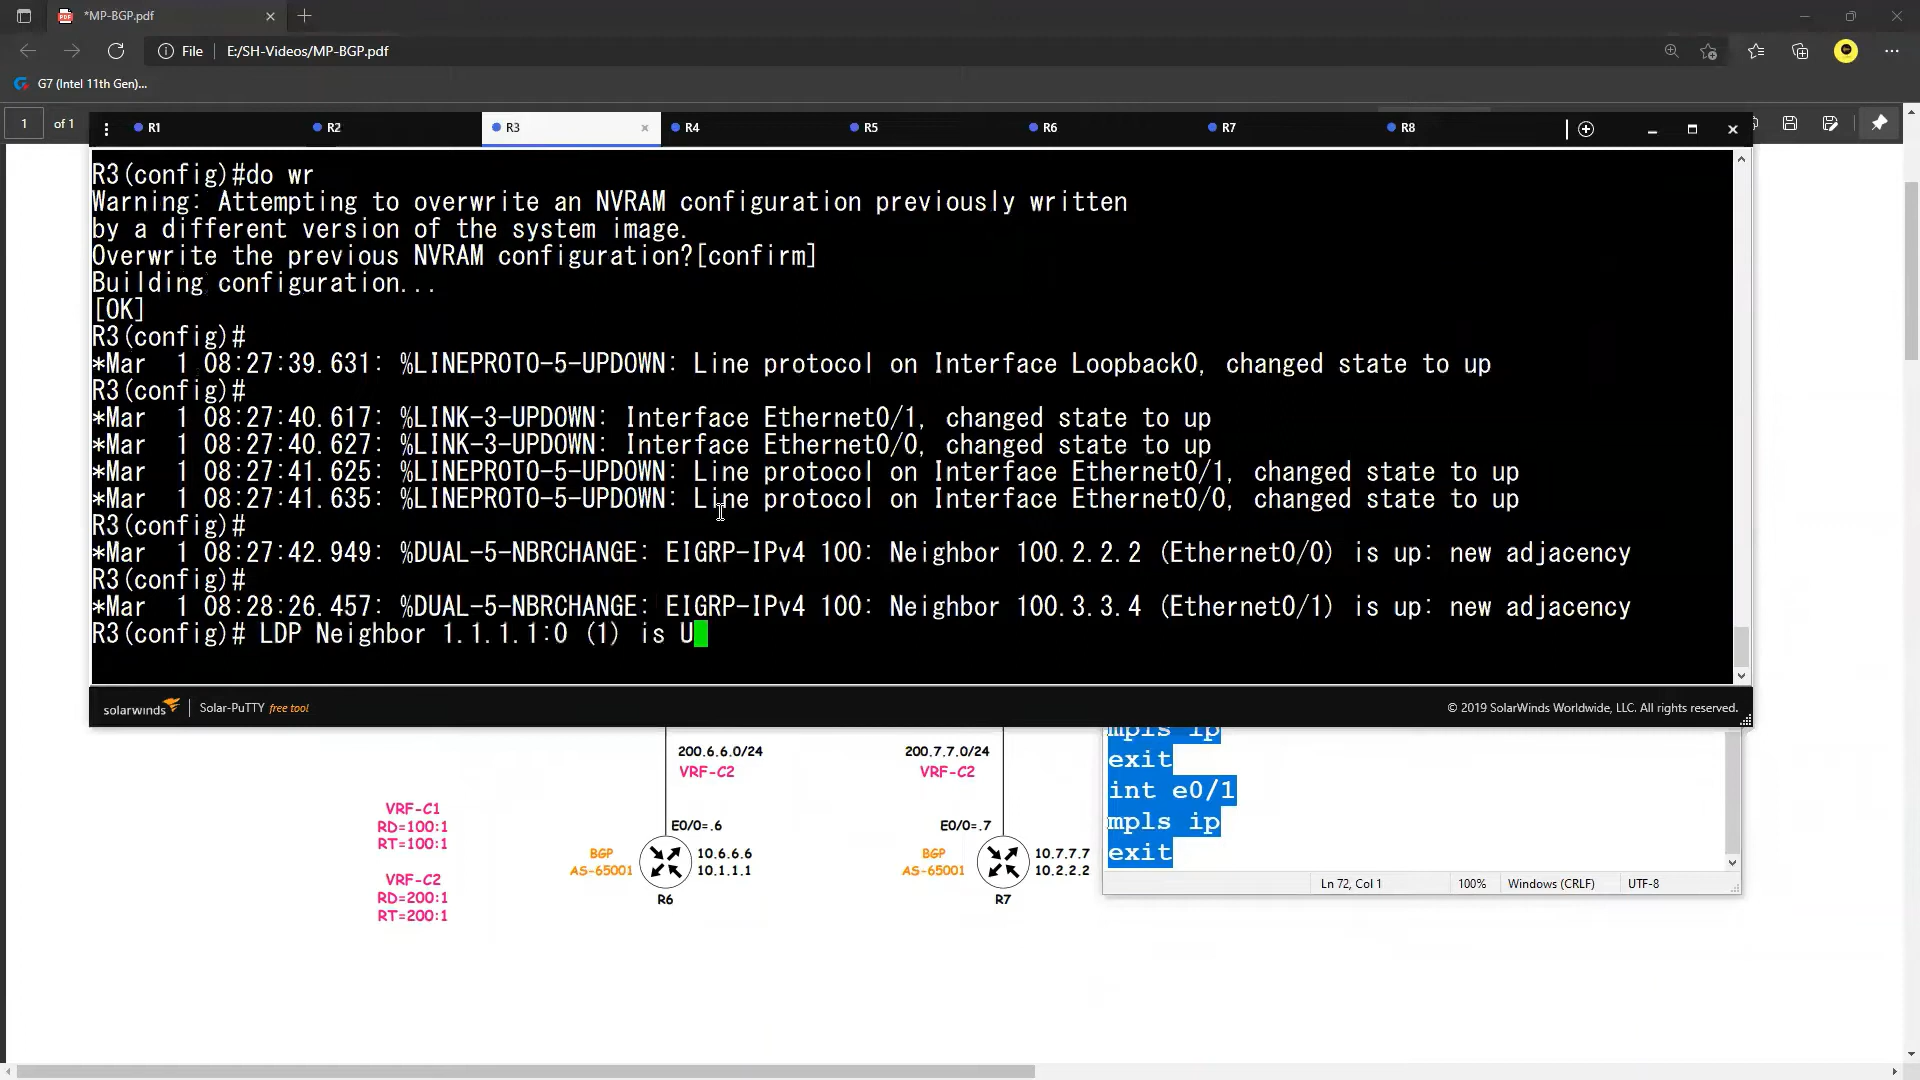 *MP-BGP.pdf
File
E:/SH-Videos/MP-BGP.pdf
G7 (Intel 11th Gen)...
1 of 1
R1 R2 R3 R4 R5 R6 R7 R8
R3(config)#do wr
Warning: Attempting to overwrite an NVRAM configuration previously written
by a different version of the system image.
Overwrite the previous NVRAM configuration?[confirm]
Building configuration...
[OK]
R3(config)#
*Mar  1 08:27:39.631: %LINEPROTO-5-UPDOWN: Line protocol on Interface Loopback0, changed state to up
R3(config)#
*Mar  1 08:27:40.617: %LINK-3-UPDOWN: Interface Ethernet0/1, changed state to up
*Mar  1 08:27:40.627: %LINK-3-UPDOWN: Interface Ethernet0/0, changed state to up
*Mar  1 08:27:41.625: %LINEPROTO-5-UPDOWN: Line protocol on Interface Ethernet0/1, changed state to up
*Mar  1 08:27:41.635: %LINEPROTO-5-UPDOWN: Line protocol on Interface Ethernet0/0, changed state to up
R3(config)#
*Mar  1 08:27:42.949: %DUAL-5-NBRCHANGE: EIGRP-IPv4 100: Neighbor 100.2.2.2 (Ethernet0/0) is up: new adjacency
R3(config)#
*Mar  1 08:28:26.457: %DUAL-5-NBRCHANGE: EIGRP-IPv4 100: Neighbor 100.3.3.4 (Ethernet0/1) is up: new adjacency
R3(config)# LDP Neighbor 1.1.1.1:0 (1) is U
solarwinds Solar-PuTTY free tool
© 2019 SolarWinds Worldwide, LLC. All rights reserved.
200.6.6.0/24
VRF-C2
200.7.7.0/24
VRF-C2
VRF-C1
RD=100:1
RT=100:1
VRF-C2
RD=200:1
RT=200:1
E0/0=.6
BGP
AS-65001
10.6.6.6
10.1.1.1
R6
E0/0=.7
BGP
AS-65001
10.7.7.7
10.2.2.2
R7
mpls ip
exit
int e0/1
mpls ip
exit
Ln 72, Col 1
100%
Windows (CRLF)
UTF-8